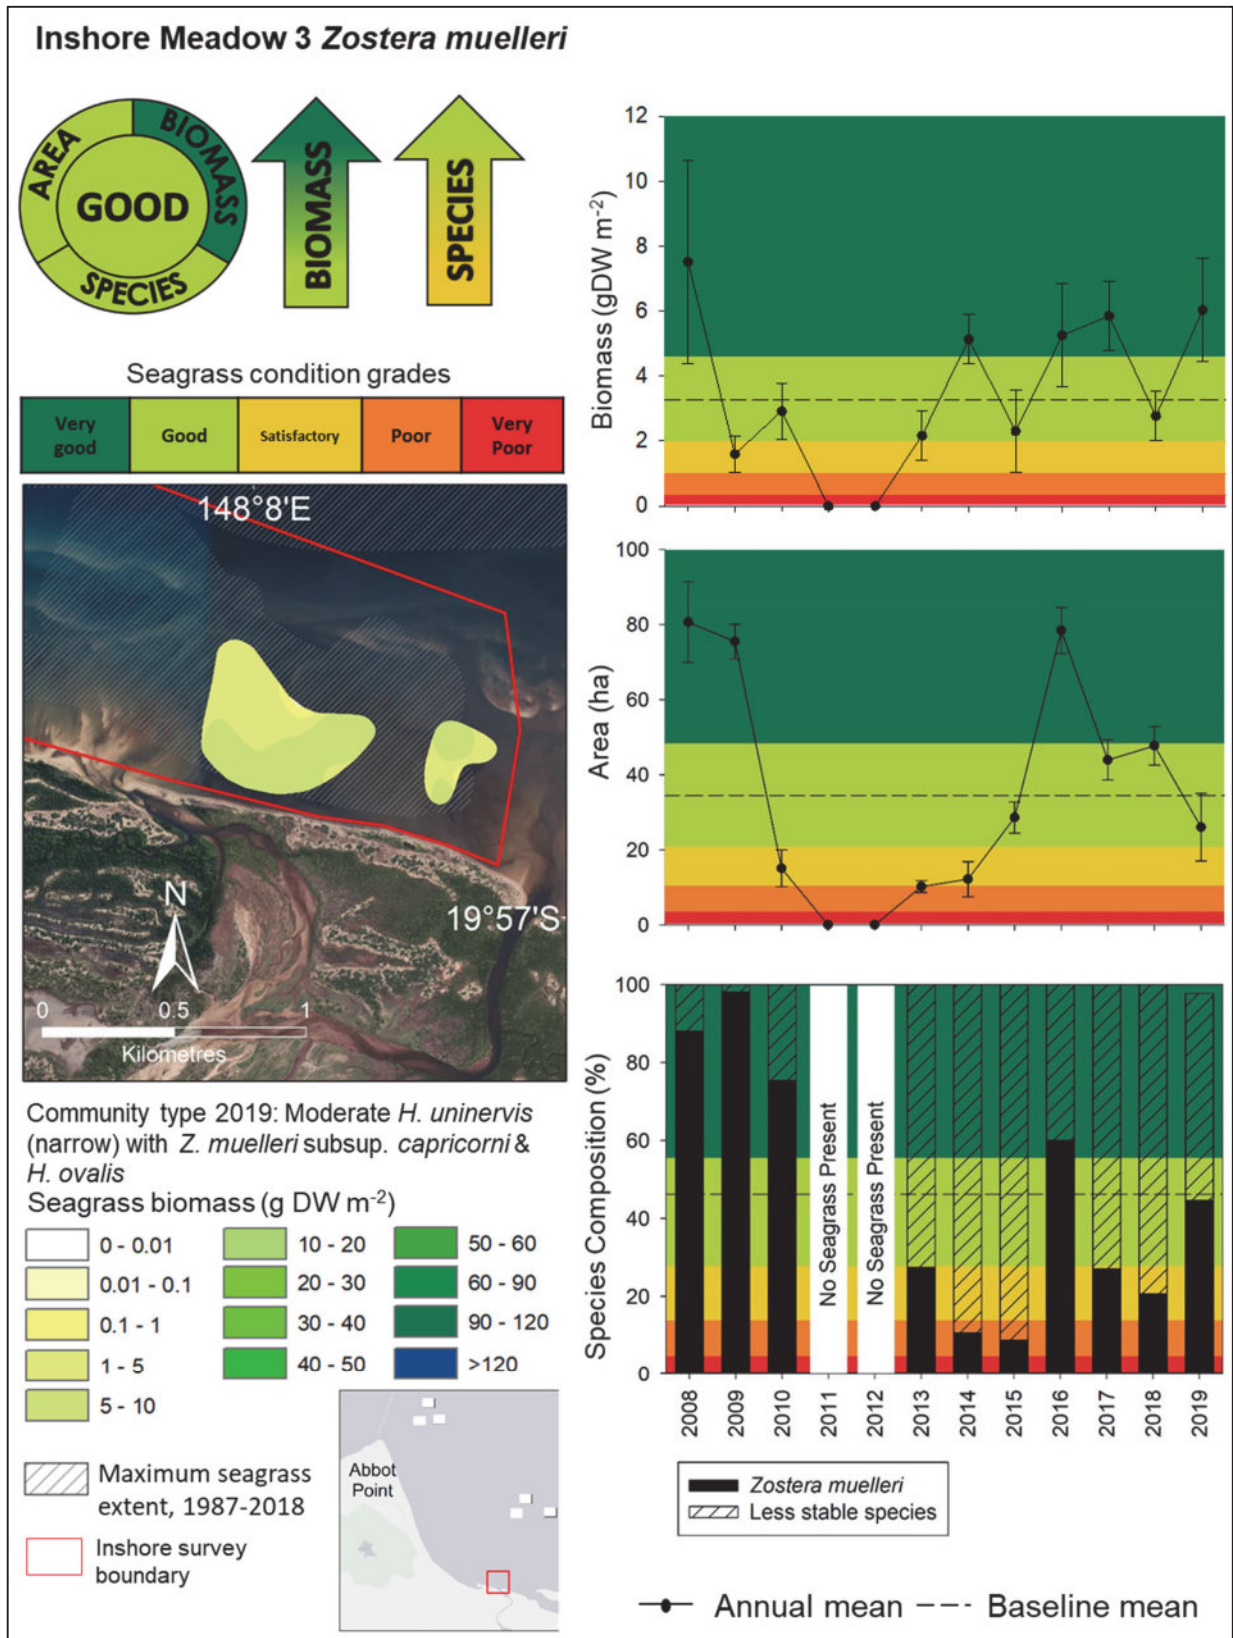 Inshore Meadow 3 Zostera muelleri
AREA
BIOMASS
GOOD
SPECIES
BIOMASS
SPECIES
Seagrass condition grades
Very good
Good
Satisfactory
Poor
Very Poor
148°8'E
19°57'S
N
0 0.5 1
Kilometres
Community type 2019: Moderate H. uninervis
(narrow) with Z. muelleri subsup. capricorni &
H. ovalis
Seagrass biomass (g DW m-2)
0 - 0.01
0.01 - 0.1
0.1 - 1
1 - 5
5 - 10
10 - 20
20 - 30
30 - 40
40 - 50
50 - 60
60 - 90
90 - 120
>120
Maximum seagrass
extent, 1987-2018
Inshore survey
boundary
Abbot
Point
Biomass (gDW m-2)
12
10
8
6
4
2
0
Area (ha)
100
80
60
40
20
0
Species Composition (%)
100
80
60
40
20
0
No Seagrass Present
No Seagrass Present
2008 2009 2010 2011 2012 2013 2014 2015 2016 2017 2018 2019
Zostera muelleri
Less stable species
Annual mean
Baseline mean